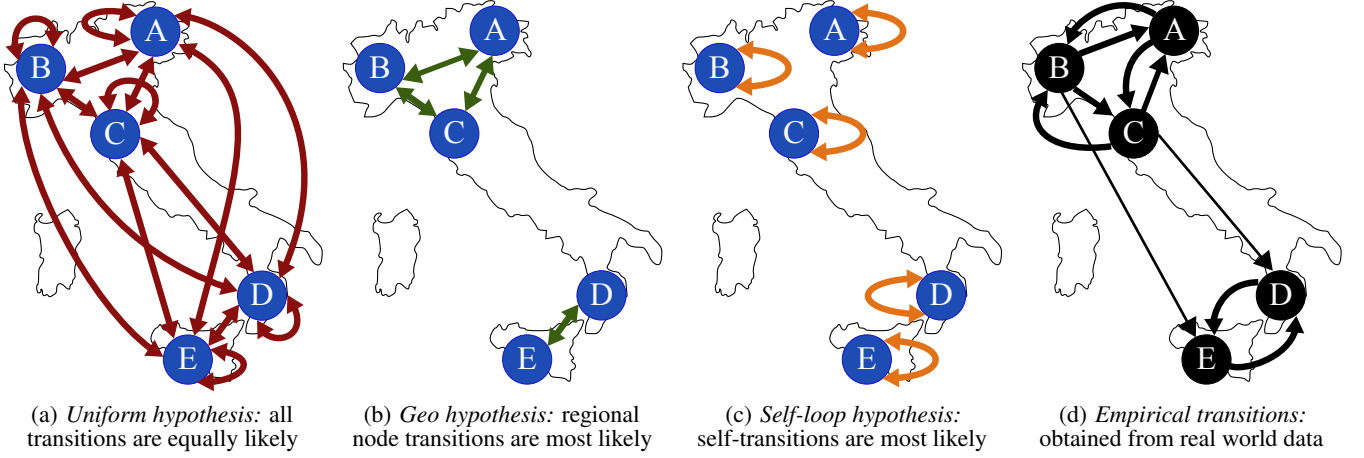 A
B
C
D
E
A
B
C
D
E
A
B
C
D
E
A
B
C
D
E
(a) Uniform hypothesis: all
transitions are equally likely
(b) Geo hypothesis: regional
node transitions are most likely
(c) Self-loop hypothesis:
self-transitions are most likely
(d) Empirical transitions:
obtained from real world data